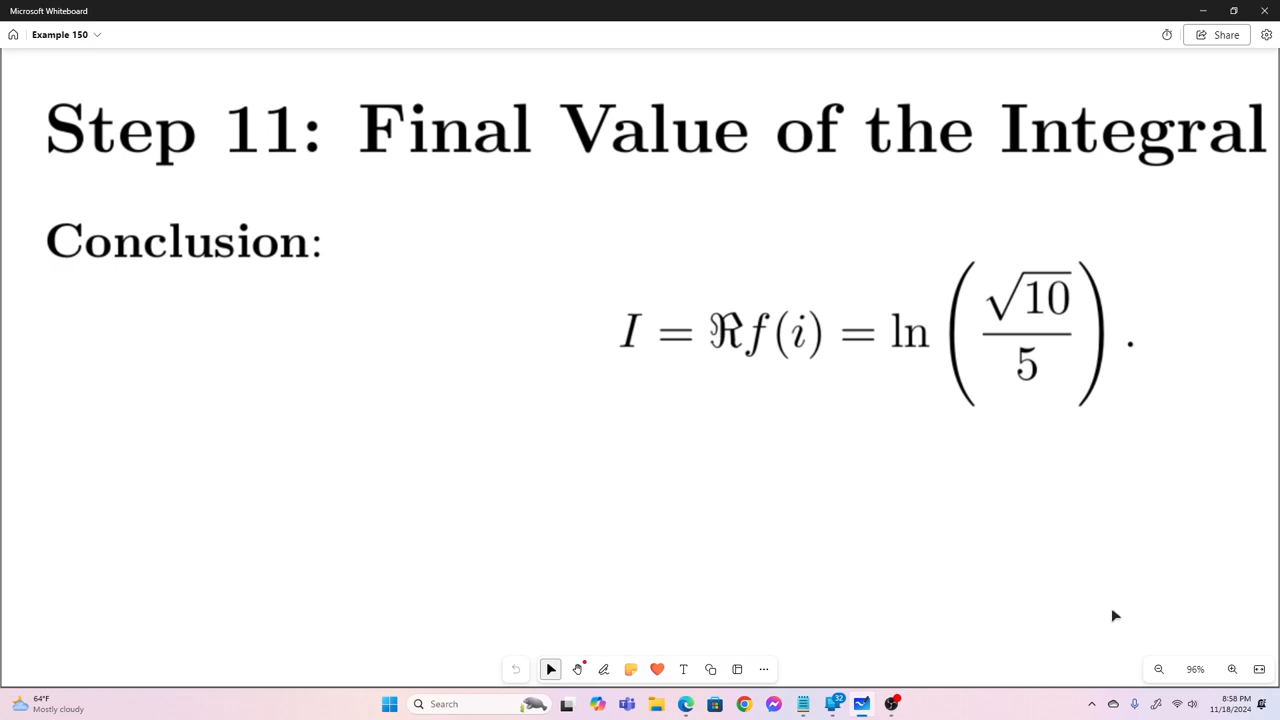 Microsoft Whiteboard
Example 150
Share
Step 11: Final Value of the Integral
Conclusion:
I = ℜf(i) = ln(√10/5).
T
96%
64°F
Mostly cloudy
Search
32
8:58 PM
11/18/2024